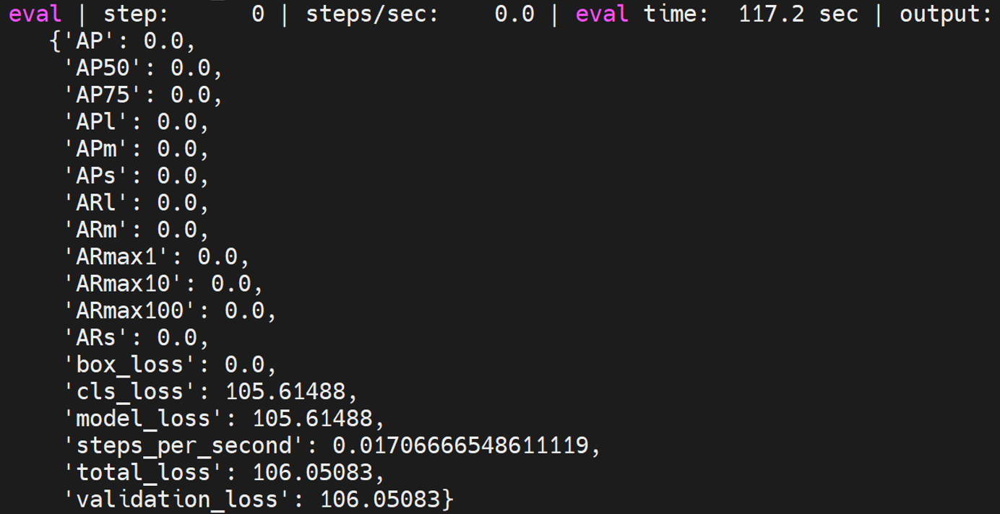 eval | step:      0 | steps/sec:    0.0 | eval time:  117.2 sec | output:
   {'AP': 0.0,
    'AP50': 0.0,
    'AP75': 0.0,
    'APl': 0.0,
    'APm': 0.0,
    'APs': 0.0,
    'ARl': 0.0,
    'ARm': 0.0,
    'ARmax1': 0.0,
    'ARmax10': 0.0,
    'ARmax100': 0.0,
    'ARs': 0.0,
    'box_loss': 0.0,
    'cls_loss': 105.61488,
    'model_loss': 105.61488,
    'steps_per_second': 0.01706666548611119,
    'total_loss': 106.05083,
    'validation_loss': 106.05083}